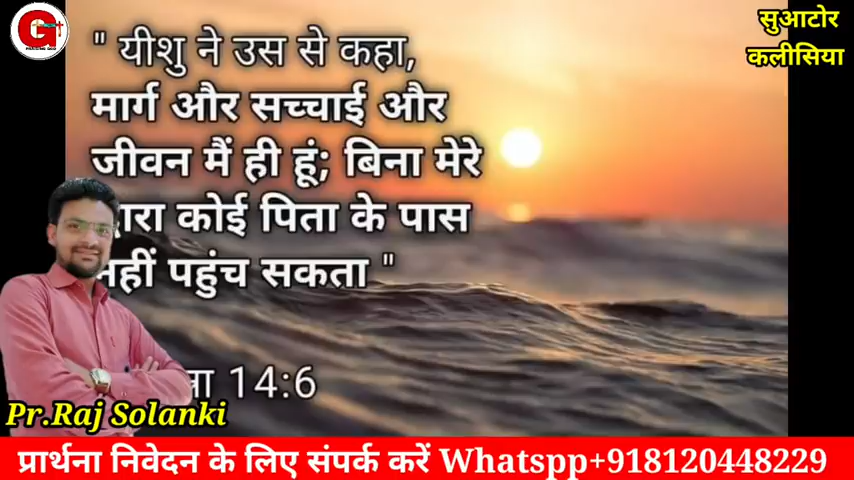 G
सुआटोर
कलीसिया
" यीशु ने उस से कहा,
मार्ग और सच्चाई और
जीवन मैं ही हूं; बिना मेरे
कोई पिता के पास
पहुंच सकता "
14:6
Pr.Raj Solanki
प्रार्थना निवेदन के लिए संपर्क करें Whatspp+918120448229